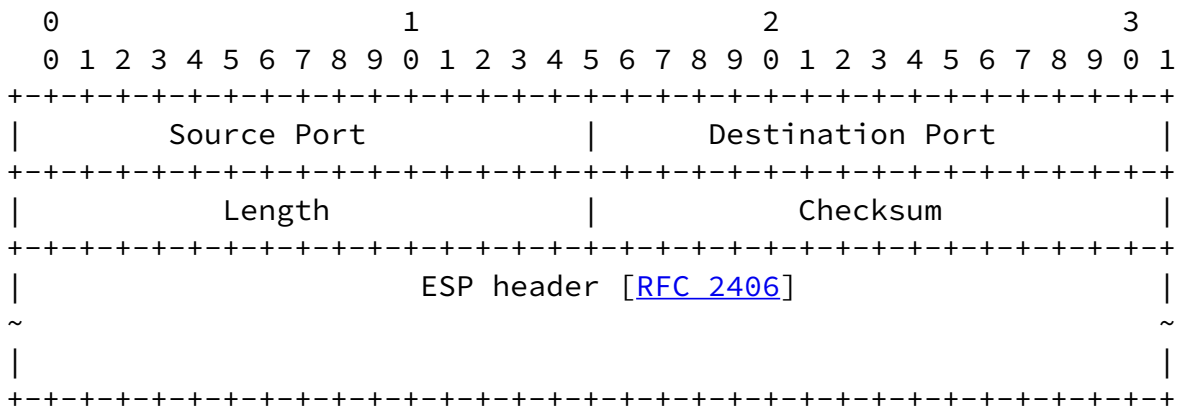 0                   1                   2                   3
 0 1 2 3 4 5 6 7 8 9 0 1 2 3 4 5 6 7 8 9 0 1 2 3 4 5 6 7 8 9 0 1
+-+-+-+-+-+-+-+-+-+-+-+-+-+-+-+-+-+-+-+-+-+-+-+-+-+-+-+-+-+-+-+-+
|        Source Port            |      Destination Port         |
+-+-+-+-+-+-+-+-+-+-+-+-+-+-+-+-+-+-+-+-+-+-+-+-+-+-+-+-+-+-+-+-+
|           Length              |           Checksum            |
+-+-+-+-+-+-+-+-+-+-+-+-+-+-+-+-+-+-+-+-+-+-+-+-+-+-+-+-+-+-+-+-+
|                      ESP header [RFC 2406]                    |
~                                                               ~
|                                                               |
+-+-+-+-+-+-+-+-+-+-+-+-+-+-+-+-+-+-+-+-+-+-+-+-+-+-+-+-+-+-+-+-+